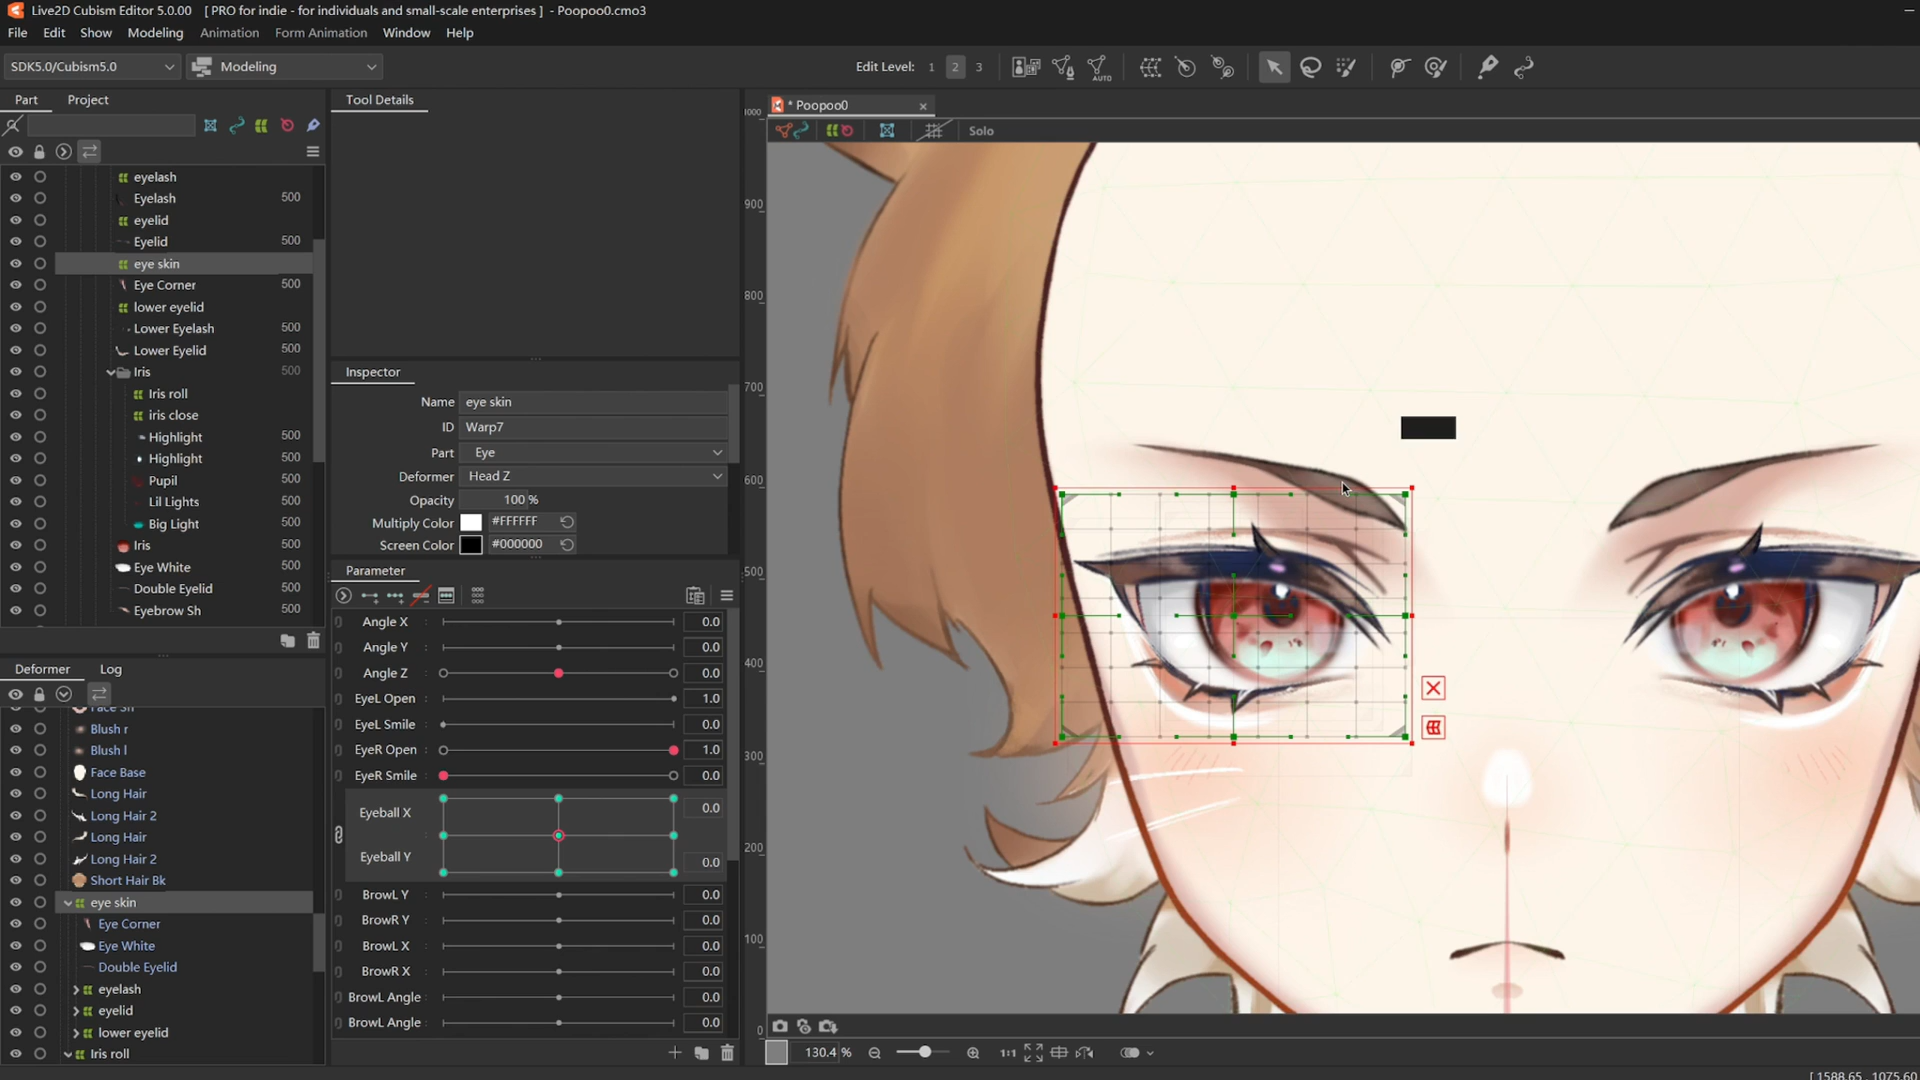 Live2D Cubism Editor 5.0.00 [ PRO for indie - for individuals and small-scale enterprises ] - Poopoo0.cmo3
File Edit Show Modeling Animation Form Animation Window Help
SDK5.0/Cubism5.0 Modeling Edit Level: 1 2 3 AUTO
Part Project
eyelash
Eyelash 500
eyelid
Eyelid 500
eye skin
Eye Corner 500
lower eyelid
Lower Eyelash 500
Lower Eyelid 500
Iris 500
Iris roll
iris close
Highlight 500
Highlight 500
Pupil 500
Lil Lights 500
Big Light 500
Iris 500
Eye White 500
Double Eyelid 500
Eyebrow Sh 500
Deformer Log
Face Sh
Blush r
Blush l
Face Base
Long Hair
Long Hair 2
Long Hair
Long Hair 2
Short Hair Bk
eye skin
Eye Corner
Eye White
Double Eyelid
eyelash
eyelid
lower eyelid
Iris roll
Tool Details
Inspector
Name eye skin
ID Warp7
Part Eye
Deformer Head Z
Opacity 100 %
Multiply Color #FFFFFF
Screen Color #000000
Parameter
Angle X 0.0
Angle Y 0.0
Angle Z 0.0
EyeL Open 1.0
EyeL Smile 0.0
EyeR Open 1.0
EyeR Smile 0.0
Eyeball X 0.0
Eyeball Y 0.0
BrowL Y 0.0
BrowR Y 0.0
BrowL X 0.0
BrowR X 0.0
BrowL Angle 0.0
BrowL Angle 0.0
* Poopoo0
Solo
900
800
700
600
500
400
300
200
100
0
130.4 % 1:1
[ 1588.65 , 1075.60